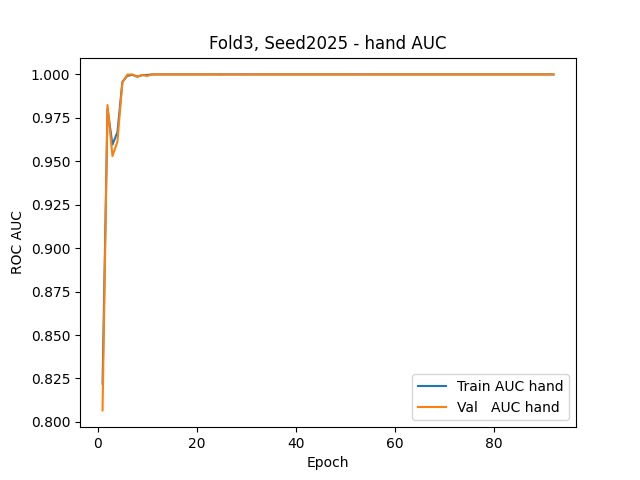 Fold3, Seed2025 - hand AUC
1.000
0.975
0.950
0.925
0.900
0.875
0.850
0.825
0.800
ROC AUC
Train AUC hand
Val   AUC hand
0 20 40 60 80
Epoch